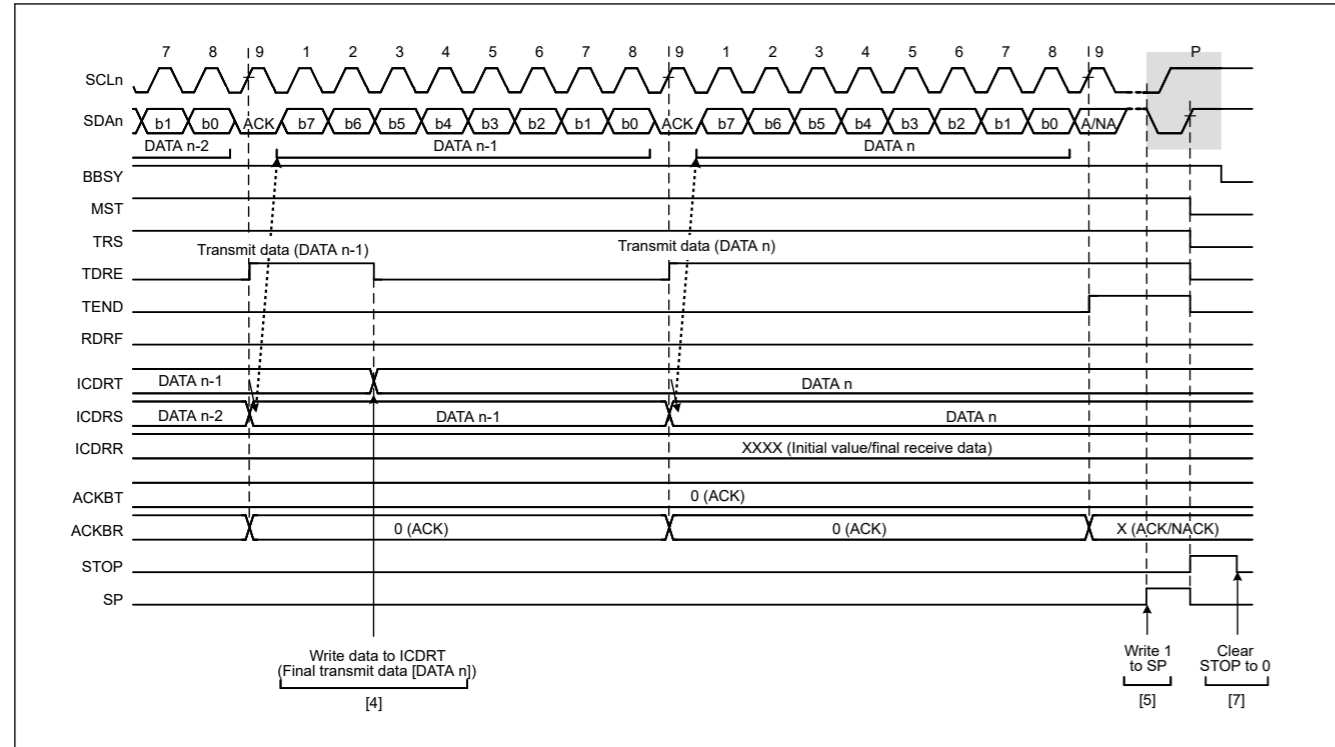 7 8 9 1 2 3 4 5 6 7 8 9 1 2 3 4 5 6 7 8 9 P
SCLn
SDAn b1 b0 ACK b7 b6 b5 b4 b3 b2 b1 b0 ACK b7 b6 b5 b4 b3 b2 b1 b0 A/NA
DATA n-2 DATA n-1 DATA n
BBSY
MST
TRS
Transmit data (DATA n-1) Transmit data (DATA n)
TDRE
TEND
RDRF
ICDRT DATA n-1 DATA n
ICDRS DATA n-2 DATA n-1 DATA n
ICDRR XXXX (Initial value/final receive data)
ACKBT 0 (ACK)
ACKBR 0 (ACK) 0 (ACK) X (ACK/NACK)
STOP
SP
Write data to ICDRT
(Final transmit data [DATA n])
[4]
Write 1
to SP
[5]
Clear
STOP to 0
[7]